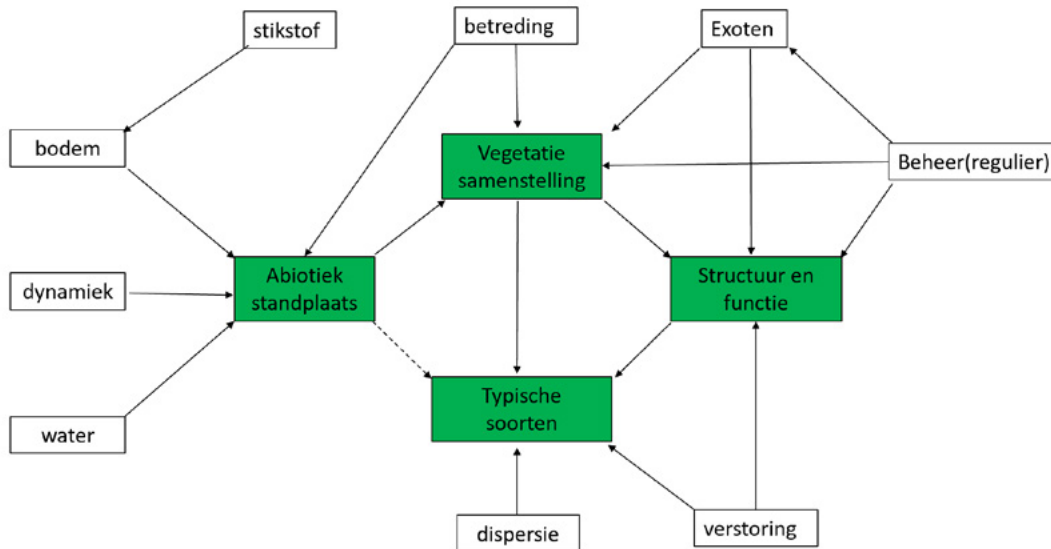 stikstof
betreding
Exoten
bodem
Vegetatie
samenstelling
Beheer(regulier)
Abiotiek
standplaats
dynamiek
Structuur en
functie
Typische
soorten
water
dispersie
verstoring